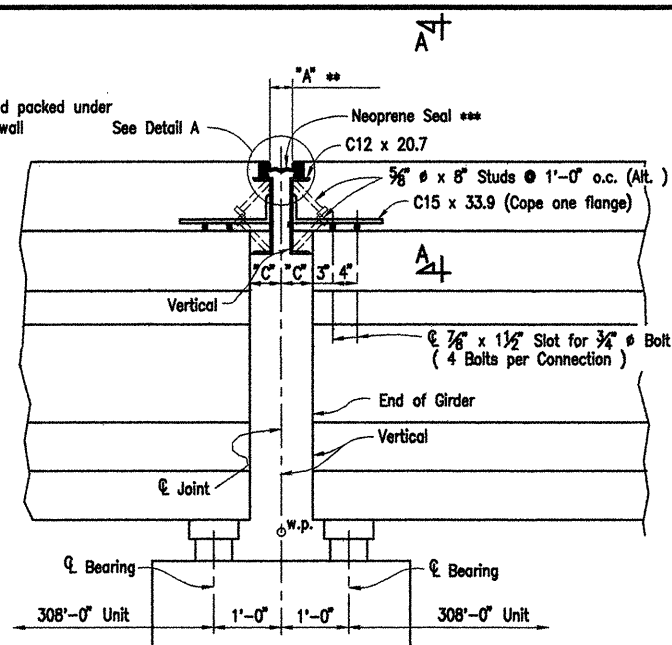 A
"A" **
d packed under
wall
See Detail A
Neoprene Seal ***
C12 x 20.7
5/8" ø x 8" Studs @ 1'-0" o.c. (Alt. )
C15 x 33.9 (Cope one flange)
A
"C" "C" 3" 4"
Vertical
℄ 7/8" x 1 1/2" Slot for 3/4" ø Bolt
( 4 Bolts per Connection )
End of Girder
Vertical
℄ Joint
w.p.
℄ Bearing
℄ Bearing
308'-0" Unit 1'-0" 1'-0" 308'-0" Unit